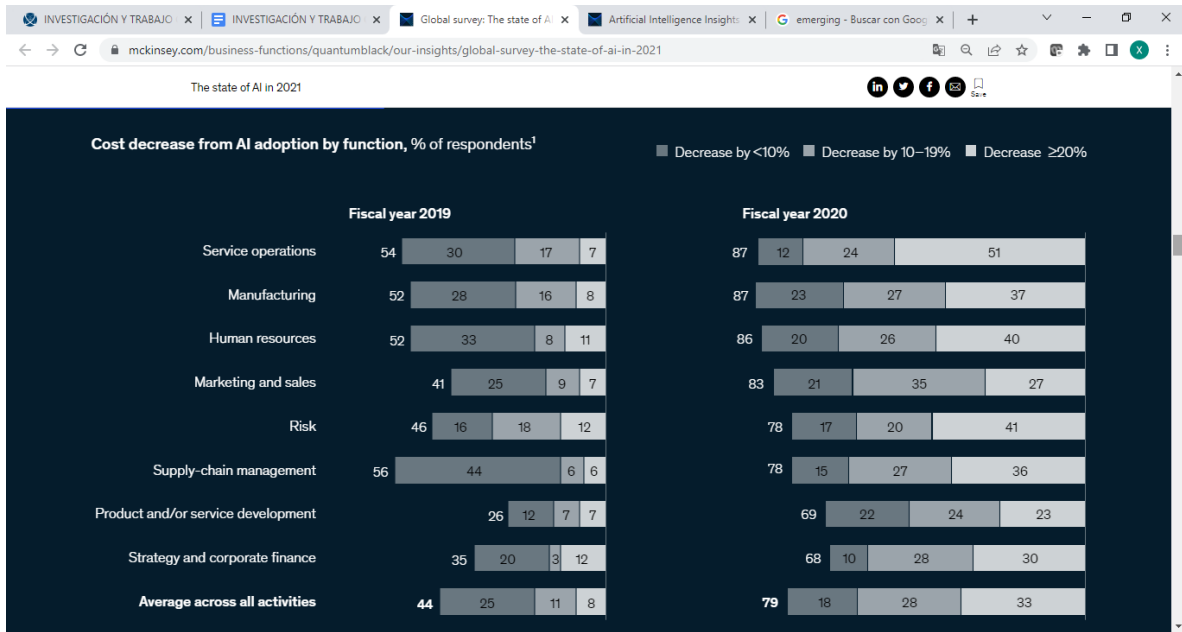 INVESTIGACIÓN Y TRABAJO
INVESTIGACIÓN Y TRABAJO
Global survey: The state of AI
Artificial Intelligence Insights
emerging - Buscar con Goog
mckinsey.com/business-functions/quantumblack/our-insights/global-survey-the-state-of-ai-in-2021
X
The state of AI in 2021
in
f
Save
Cost decrease from AI adoption by function, % of respondents¹
Decrease by <10% Decrease by 10–19% Decrease ≥20%
Fiscal year 2019 Fiscal year 2020
Service operations 54 30 17 7 87 12 24 51
Manufacturing 52 28 16 8 87 23 27 37
Human resources 52 33 8 11 86 20 26 40
Marketing and sales 41 25 9 7 83 21 35 27
Risk 46 16 18 12 78 17 20 41
Supply-chain management 56 44 6 6 78 15 27 36
Product and/or service development 26 12 7 7 69 22 24 23
Strategy and corporate finance 35 20 3 12 68 10 28 30
Average across all activities 44 25 11 8 79 18 28 33